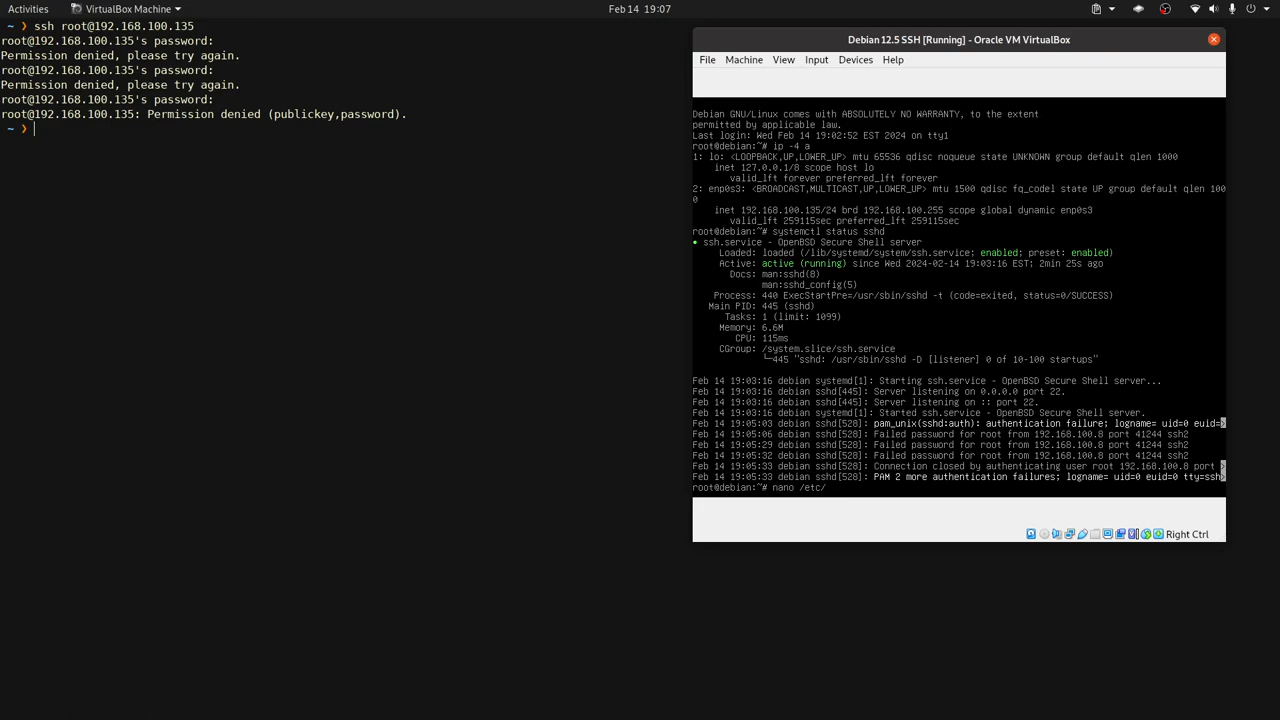 Activities
VirtualBox Machine
Feb 14 19:07
~ ❯ ssh root@192.168.100.135
root@192.168.100.135's password:
Permission denied, please try again.
root@192.168.100.135's password:
Permission denied, please try again.
root@192.168.100.135's password:
root@192.168.100.135: Permission denied (publickey,password).
~ ❯
Debian 12.5 SSH [Running] - Oracle VM VirtualBox
File Machine View Input Devices Help
Debian GNU/Linux comes with ABSOLUTELY NO WARRANTY, to the extent
permitted by applicable law.
Last login: Wed Feb 14 19:02:52 EST 2024 on tty1
root@debian:~# ip -4 a
1: lo: <LOOPBACK,UP,LOWER_UP> mtu 65536 qdisc noqueue state UNKNOWN group default qlen 1000
inet 127.0.0.1/8 scope host lo
valid_lft forever preferred_lft forever
2: enp0s3: <BROADCAST,MULTICAST,UP,LOWER_UP> mtu 1500 qdisc fq_codel state UP group default qlen 100
0
inet 192.168.100.135/24 brd 192.168.100.255 scope global dynamic enp0s3
valid_lft 259115sec preferred_lft 259115sec
root@debian:~# systemctl status sshd
● ssh.service - OpenBSD Secure Shell server
Loaded: loaded (/lib/systemd/system/ssh.service; enabled; preset: enabled)
Active: active (running) since Wed 2024-02-14 19:03:16 EST; 2min 25s ago
Docs: man:sshd(8)
man:sshd_config(5)
Process: 440 ExecStartPre=/usr/sbin/sshd -t (code=exited, status=0/SUCCESS)
Main PID: 445 (sshd)
Tasks: 1 (limit: 1099)
Memory: 6.6M
CPU: 115ms
CGroup: /system.slice/ssh.service
└─445 "sshd: /usr/sbin/sshd -D [listener] 0 of 10-100 startups"
Feb 14 19:03:16 debian systemd[1]: Starting ssh.service - OpenBSD Secure Shell server...
Feb 14 19:03:16 debian sshd[445]: Server listening on 0.0.0.0 port 22.
Feb 14 19:03:16 debian sshd[445]: Server listening on :: port 22.
Feb 14 19:03:16 debian systemd[1]: Started ssh.service - OpenBSD Secure Shell server.
Feb 14 19:05:03 debian sshd[528]: pam_unix(sshd:auth): authentication failure; logname= uid=0 euid=>
Feb 14 19:05:06 debian sshd[528]: Failed password for root from 192.168.100.8 port 41244 ssh2
Feb 14 19:05:29 debian sshd[528]: Failed password for root from 192.168.100.8 port 41244 ssh2
Feb 14 19:05:32 debian sshd[528]: Failed password for root from 192.168.100.8 port 41244 ssh2
Feb 14 19:05:33 debian sshd[528]: Connection closed by authenticating user root 192.168.100.8 port >
Feb 14 19:05:33 debian sshd[528]: PAM 2 more authentication failures; logname= uid=0 euid=0 tty=ssh>
root@debian:~# nano /etc/
Right Ctrl